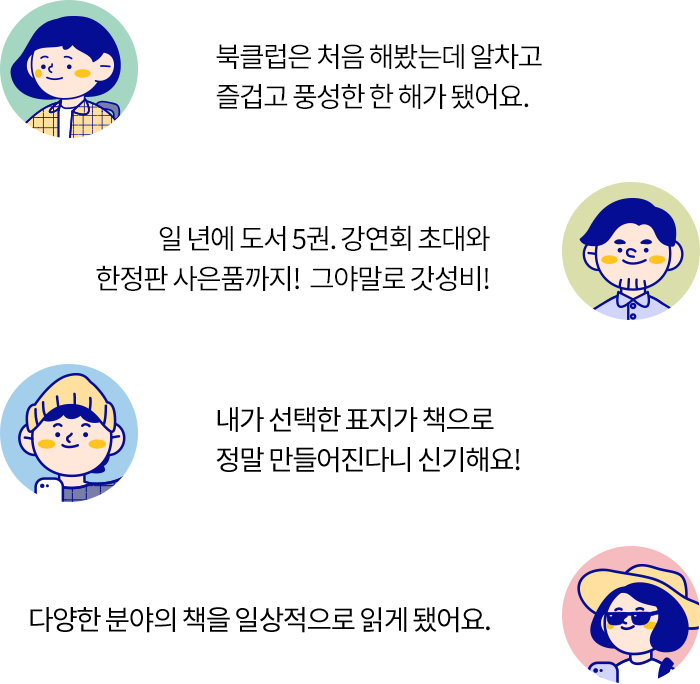 북클럽은 처음 해봤는데 알차고
즐겁고 풍성한 한 해가 됐어요.
일 년에 도서 5권. 강연회 초대와
한정판 사은품까지! 그야말로 갓성비!
내가 선택한 표지가 책으로
정말 만들어진다니 신기해요!
다양한 분야의 책을 일상적으로 읽게 됐어요.